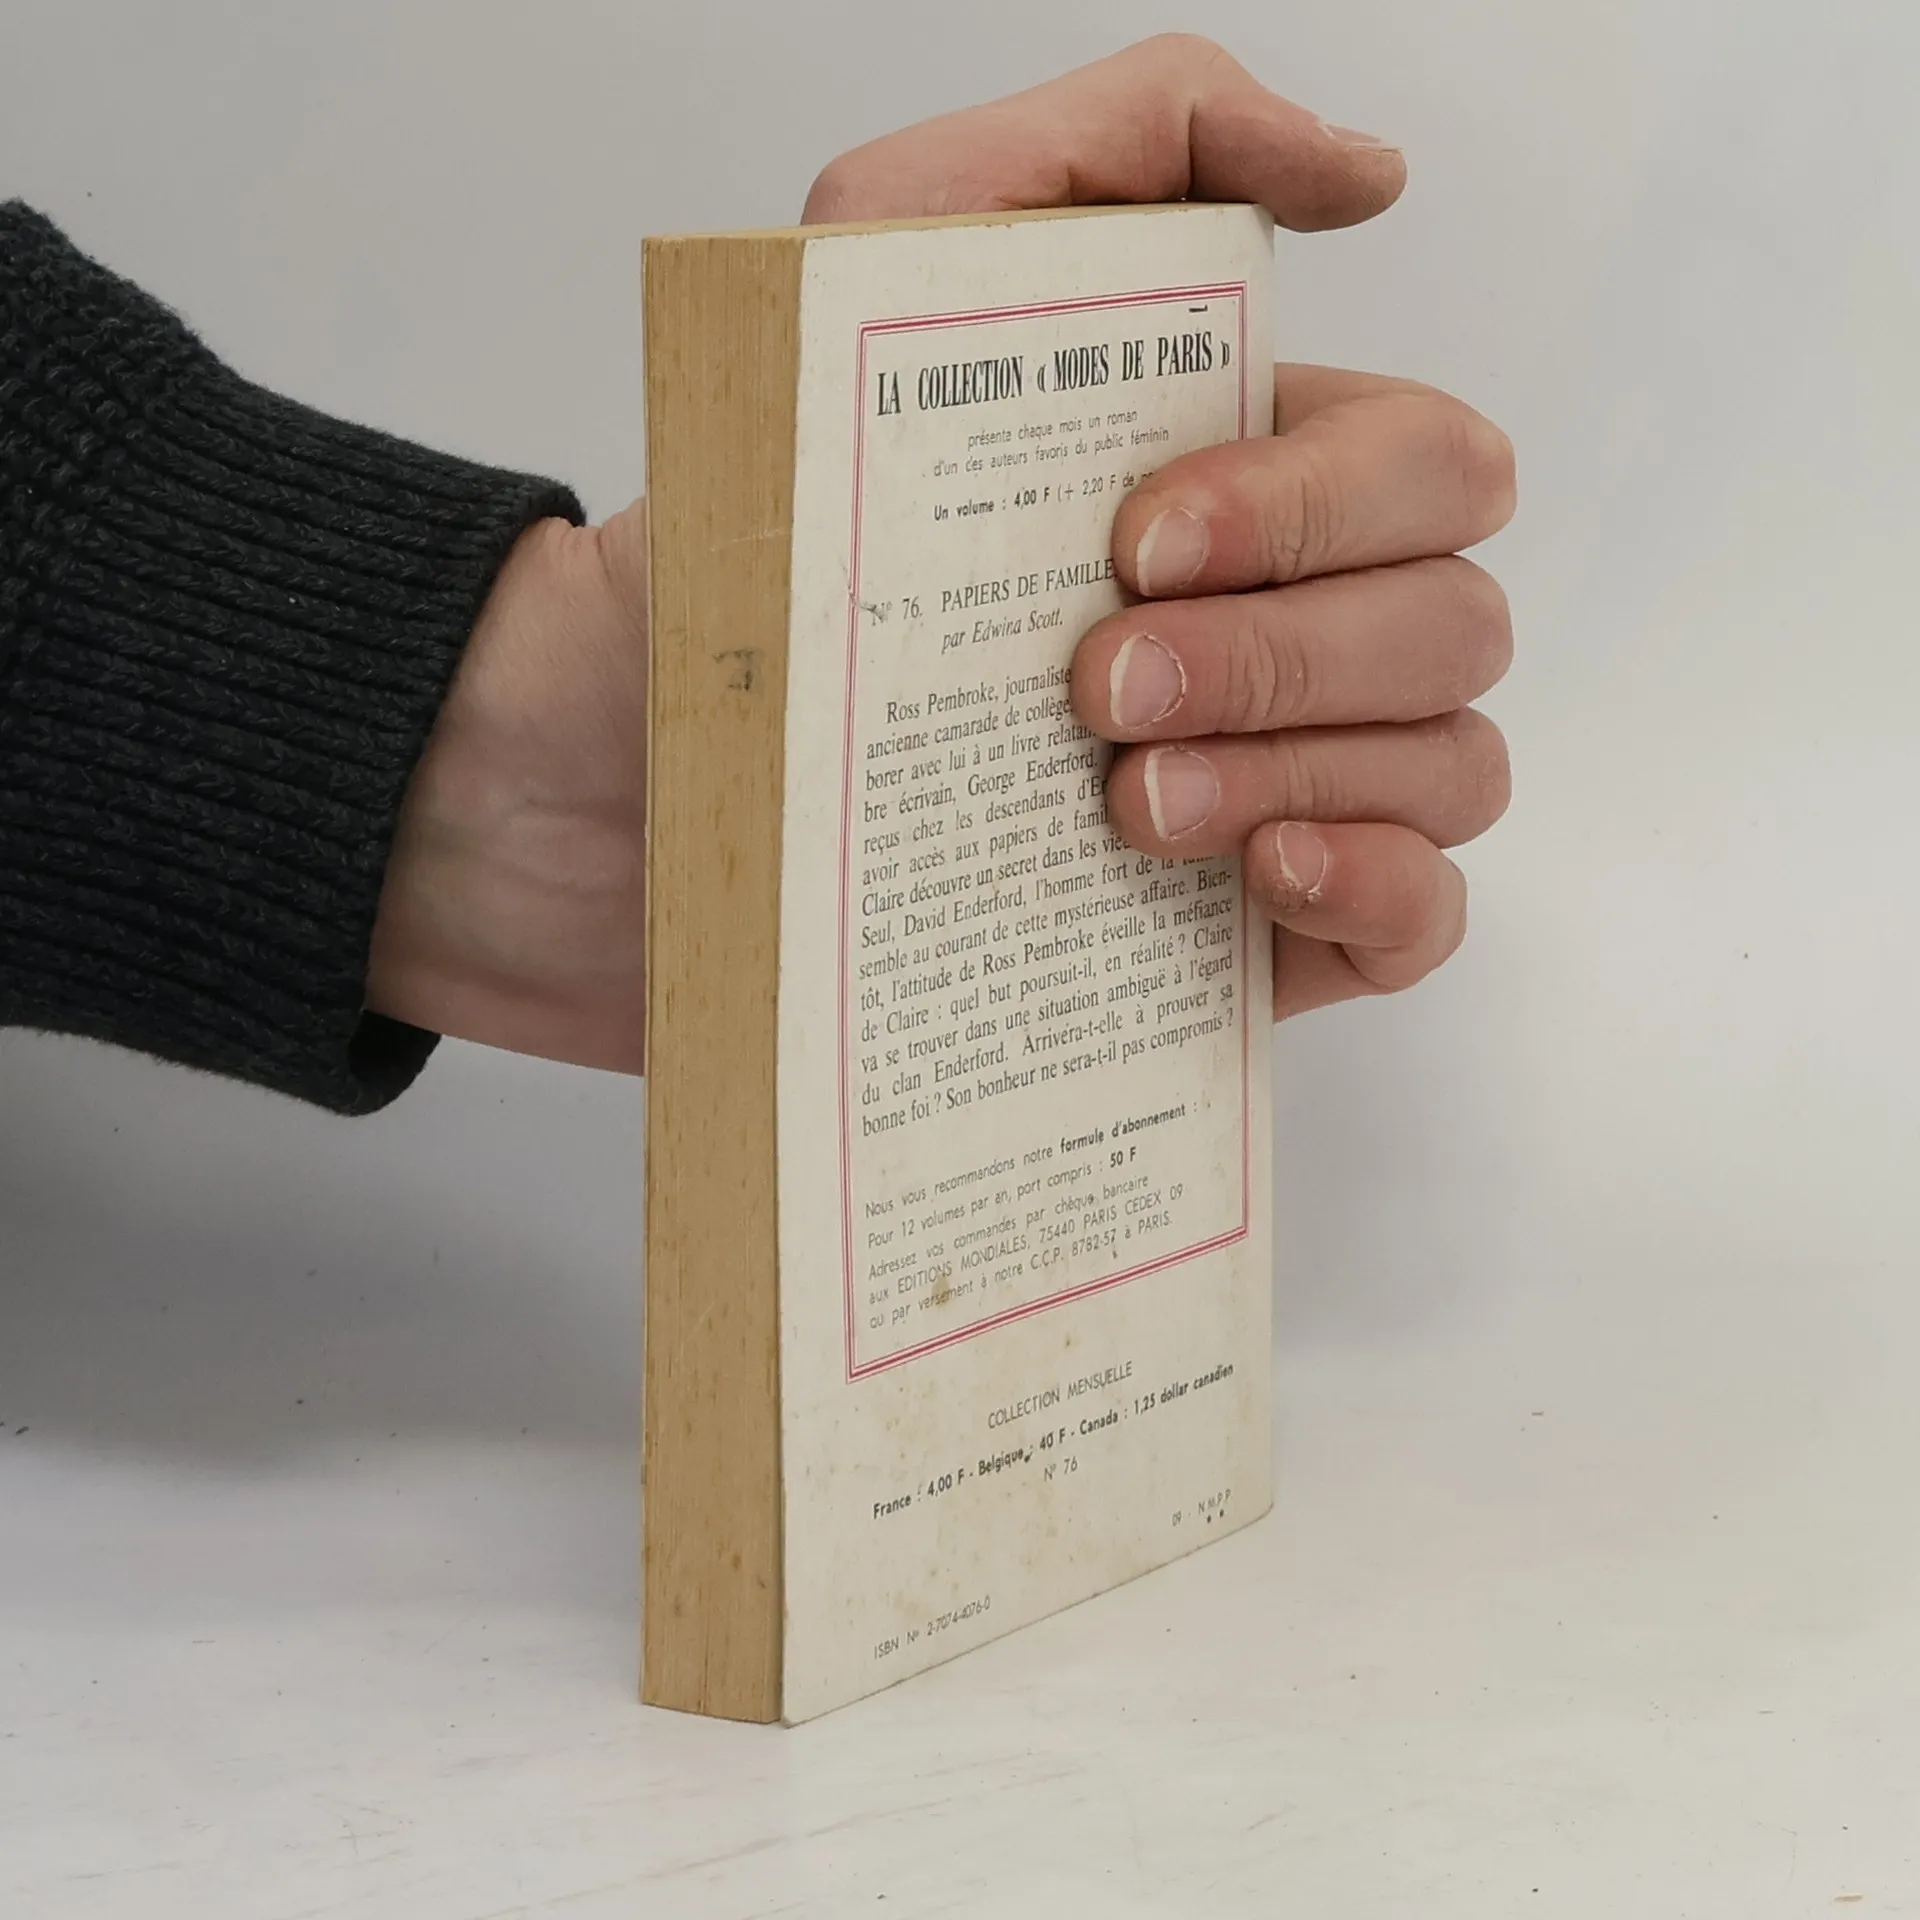 LA COLLECTION « MODES DE PARIS »
présente chaque mois un roman
d'un des auteurs favoris du public féminin
Un volume : 4,00 F (+ 2,20 F de
N° 76. PAPIERS DE FAMILLE
par Edwina Scott.
Ross Pembroke, journaliste
ancienne camarade de collège,
borer avec lui à un livre
bre écrivain, George Enderford.
reçus chez les descendants
avoir accès aux papiers de
Claire découvre un secret dans les
Seul, David Enderford, l'homme fort de la
semble au courant de cette mystérieuse affaire. Bien-
tôt, l'attitude de Ross Pembroke éveille la méfiance
de Claire : quel but poursuit-il, en réalité ? Claire
va se trouver dans une situation ambiguë à l'égard
du clan Enderford. Arrivera-t-elle à prouver sa
bonne foi ? Son bonheur ne sera-t-il pas compromis ?
Nous vous recommandons notre formule d'abonnement :
Pour 12 volumes par an, port compris : 50 F
Adressez vos commandes par chèque bancaire
aux EDITIONS MONDIALES, 75440 PARIS CEDEX 09
ou par versement à notre C.C.P. 8782-57 à PARIS.
COLLECTION MENSUELLE
France : 4,00 F - Belgique : 40 F - Canada : 1,25 dollar canadien
N° 76
09 - N.M.P.P.
ISBN N° 2-7074-4076-0